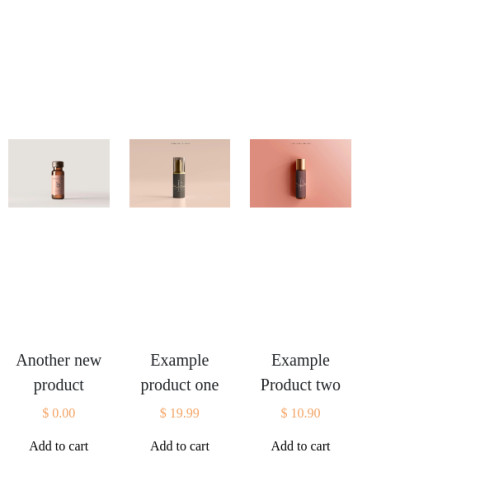 Another new
product
$ 0.00
Add to cart
Example
product one
$ 19.99
Add to cart
Example
Product two
$ 10.90
Add to cart